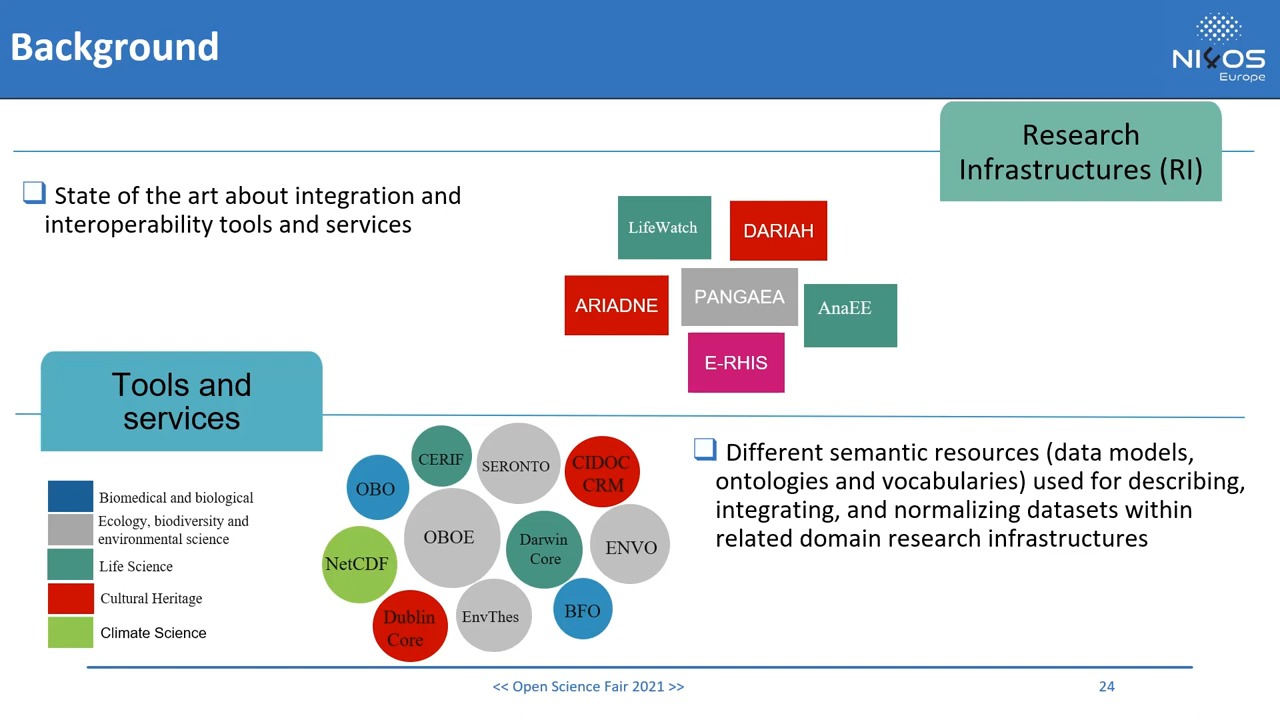 Background
NI4OS
Europe
Research
Infrastructures (RI)
State of the art about integration and
interoperability tools and services
LifeWatch
DARIAH
ARIADNE
PANGAEA
AnaEE
E-RHIS
Tools and
services
Biomedical and biological
Ecology, biodiversity and
environmental science
Life Science
Cultural Heritage
Climate Science
CERIF
SERONTO
CIDOC
CRM
OBO
OBOE
Darwin
Core
ENVO
NetCDF
Dublin
Core
EnvThes
BFO
Different semantic resources (data models,
ontologies and vocabularies) used for describing,
integrating, and normalizing datasets within
related domain research infrastructures
<< Open Science Fair 2021 >>
24